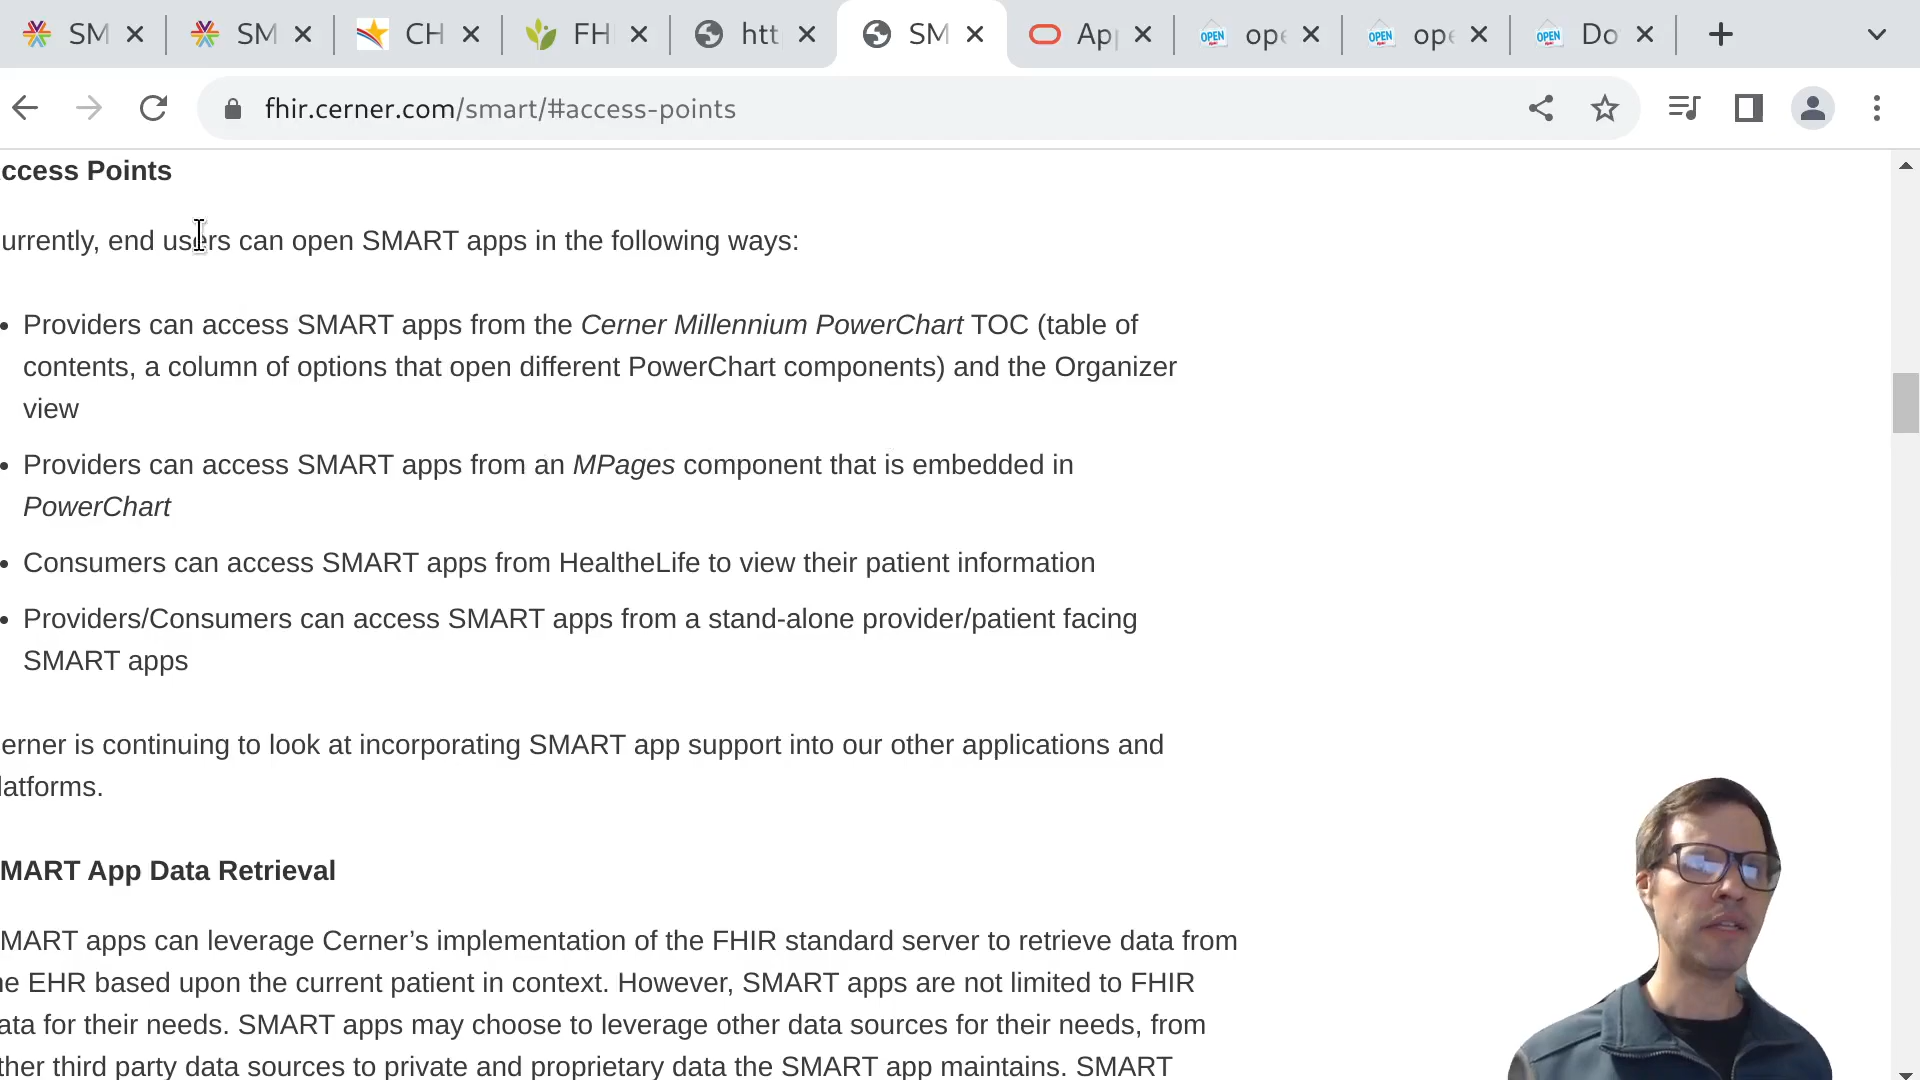 SM
SM
CH
FH
htt
SM
Ap
OPEN
ope
OPEN
ope
OPEN
Do
fhir.cerner.com/smart/#access-points
ccess Points
urrently, end users can open SMART apps in the following ways:
• Providers can access SMART apps from the Cerner Millennium PowerChart TOC (table of
contents, a column of options that open different PowerChart components) and the Organizer
view
• Providers can access SMART apps from an MPages component that is embedded in
PowerChart
• Consumers can access SMART apps from HealtheLife to view their patient information
• Providers/Consumers can access SMART apps from a stand-alone provider/patient facing
SMART apps
erner is continuing to look at incorporating SMART app support into our other applications and
latforms.
MART App Data Retrieval
MART apps can leverage Cerner’s implementation of the FHIR standard server to retrieve data from
e EHR based upon the current patient in context. However, SMART apps are not limited to FHIR
ata for their needs. SMART apps may choose to leverage other data sources for their needs, from
ther third party data sources to private and proprietary data the SMART app maintains. SMART